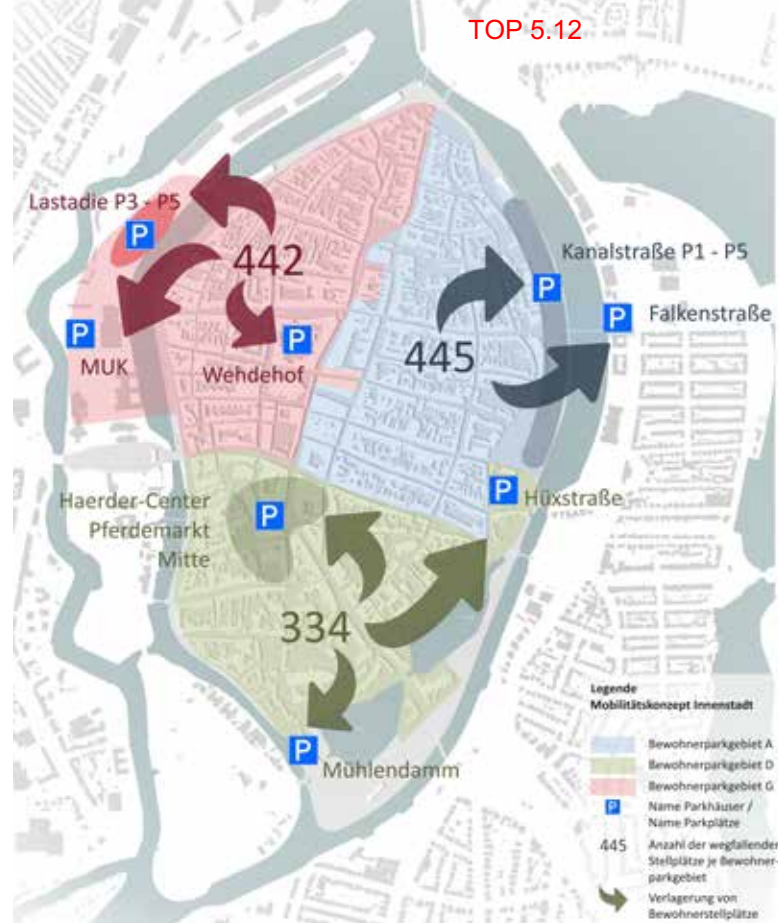 TOP 5.12
Lastadie P3 - P5
P
442
Kanalstraße P1 - P5
P
P
Falkenstraße
P
MUK
P
Wehdehof
445
Haerder-Center
Pferdemarkt
Mitte
P
P
Hüxstraße
334
P
Mühlendamm
Legende
Mobilitätskonzept Innenstadt
Bewohnerparkgebiet A
Bewohnerparkgebiet D
Bewohnerparkgebiet G
P
Name Parkhäuser /
Name Parkplätze
445
Anzahl der wegfallenden
Stellplätze je Bewohner-
parkgebiet
Verlagerung von
Bewohnerstellplätze